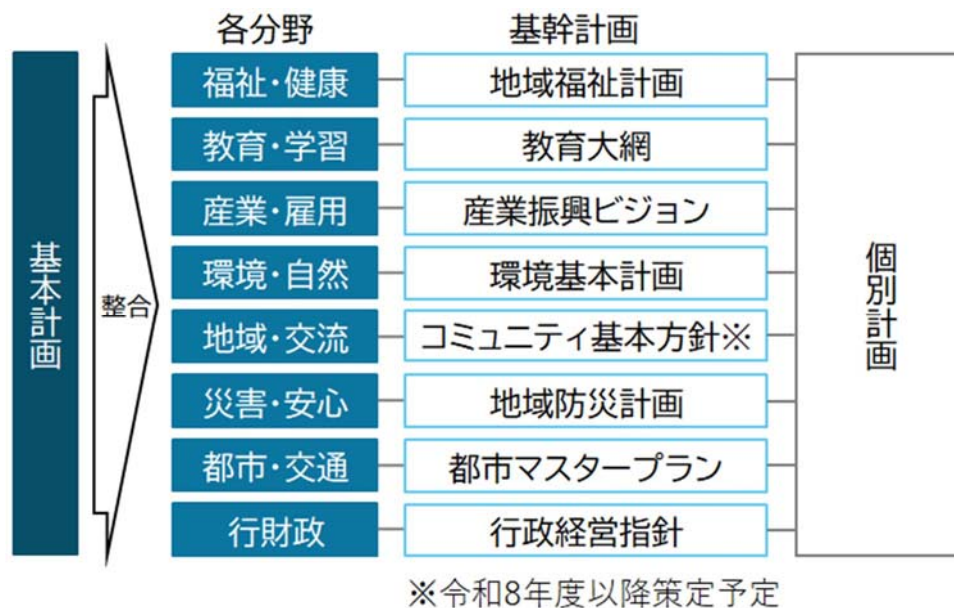 各分野
基幹計画
基本計画
整合
福祉・健康
地域福祉計画
教育・学習
教育大綱
産業・雇用
産業振興ビジョン
環境・自然
環境基本計画
地域・交流
コミュニティ基本方針※
災害・安心
地域防災計画
都市・交通
都市マスタープラン
行財政
行政経営指針
個別計画
※令和8年度以降策定予定